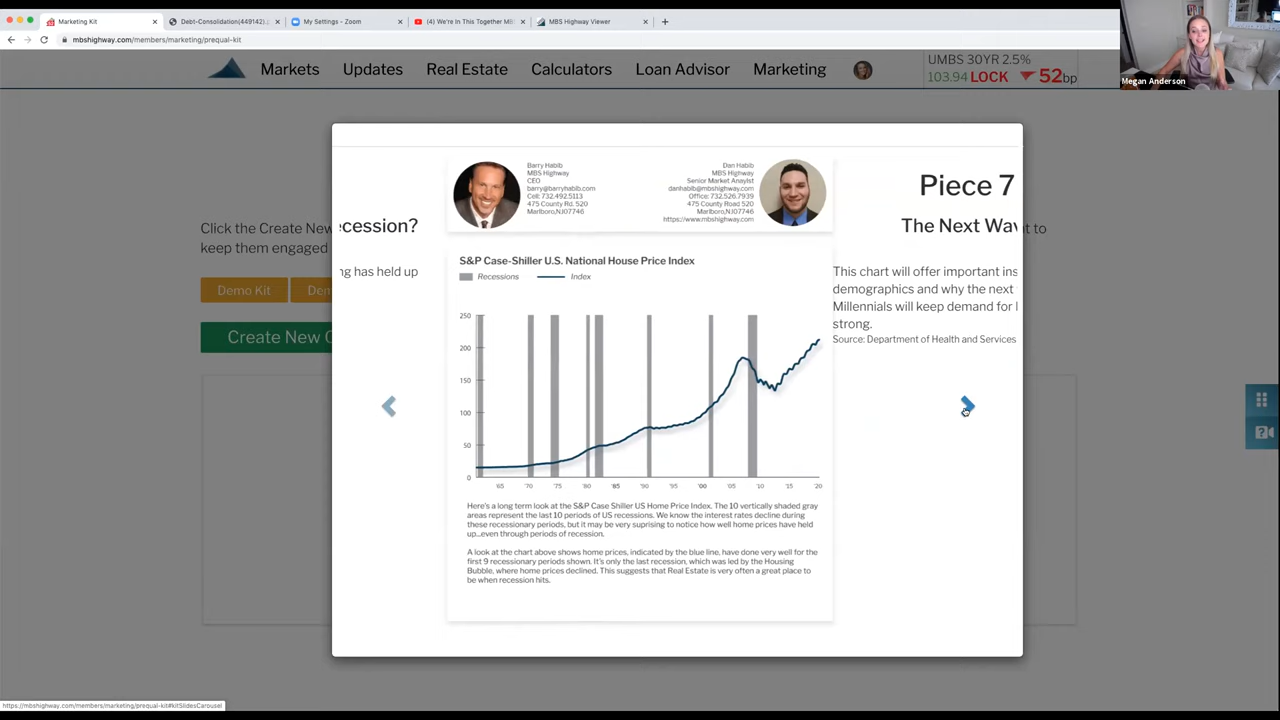 Marketing Kit
Debt-Consolidation(449142).p
My Settings - Zoom
(4) We're In This Together MB
MBS Highway Viewer
mbshighway.com/members/marketing/prequal-kit
Megan Anderson
Markets
Updates
Real Estate
Calculators
Loan Advisor
Marketing
UMBS 30YR 2.5%
103.94 LOCK 52bp
Click the Create New
keep them engaged
nt to
Demo Kit
Den
Create New C
ecession?
ng has held up
Barry Habib
MBS Highway
CEO
barry@barryhabib.com
Cell: 732.492.5113
475 County Rd. 520
Marlboro,NJ07746
Dan Habib
MBS Highway
Senior Market Anaylst
danhabib@mbshighway.com
Office: 732.526.7939
475 County Road 520
Marlboro,NJ07746
https://www.mbshighway.com
S&P Case-Shiller U.S. National House Price Index
Recessions
Index
250
200
150
100
50
0
'65
'70
'75
'80
'85
'90
'95
'00
'05
'10
'15
'20
Here's a long term look at the S&P Case Shiller US Home Price Index. The 10 vertically shaded gray
areas represent the last 10 periods of US recessions. We know the interest rates decline during
these recessionary periods, but it may be very suprising to notice how well home prices have held
up...even through periods of recession.
A look at the chart above shows home prices, indicated by the blue line, have done very well for the
first 9 recessionary periods shown. It's only the last recession, which was led by the Housing
Bubble, where home prices declined. This suggests that Real Estate is very often a great place to
be when recession hits.
Piece 7
The Next Wav
This chart will offer important ins
demographics and why the next
Millennials will keep demand for
strong.
Source: Department of Health and Services
https://mbshighway.com/members/marketing/prequal-kit#kitSlidesCarousel